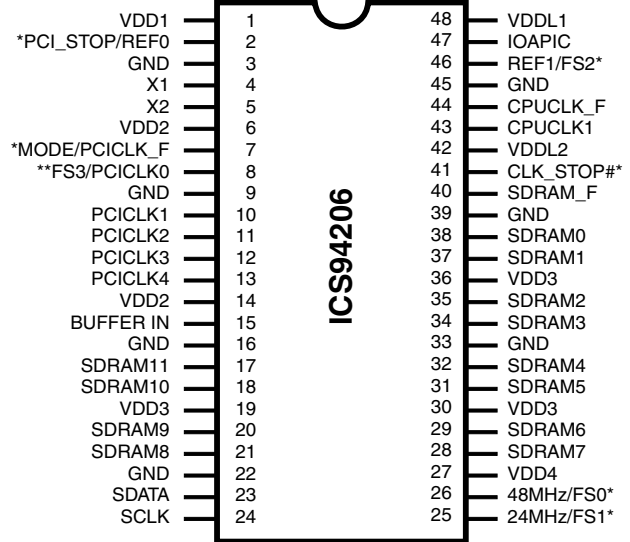 VDD1 1 48 VDDL1
*PCI_STOP/REF0 2 47 IOAPIC
GND 3 46 REF1/FS2*
X1 4 45 GND
X2 5 44 CPUCLK_F
VDD2 6 43 CPUCLK1
*MODE/PCICLK_F 7 42 VDDL2
**FS3/PCICLK0 8 41 CLK_STOP#*
GND 9 40 SDRAM_F
PCICLK1 10 39 GND
PCICLK2 11 38 SDRAM0
PCICLK3 12 37 SDRAM1
PCICLK4 13 36 VDD3
VDD2 14 35 SDRAM2
BUFFER IN 15 34 SDRAM3
GND 16 33 GND
SDRAM11 17 32 SDRAM4
SDRAM10 18 31 SDRAM5
VDD3 19 30 VDD3
SDRAM9 20 29 SDRAM6
SDRAM8 21 28 SDRAM7
GND 22 27 VDD4
SDATA 23 26 48MHz/FS0*
SCLK 24 25 24MHz/FS1*
ICS94206